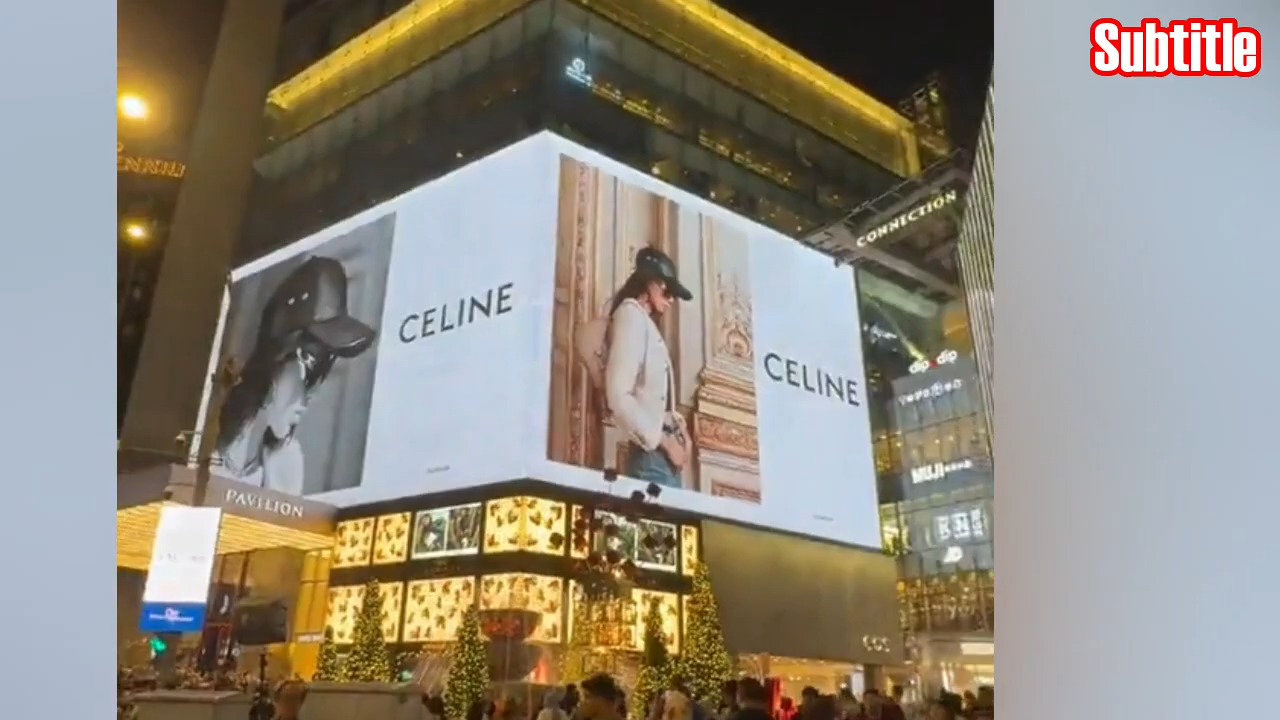 Subtitle
CONNECTION
CELINE
CELINE
dip dip
MUJI
PAVILION